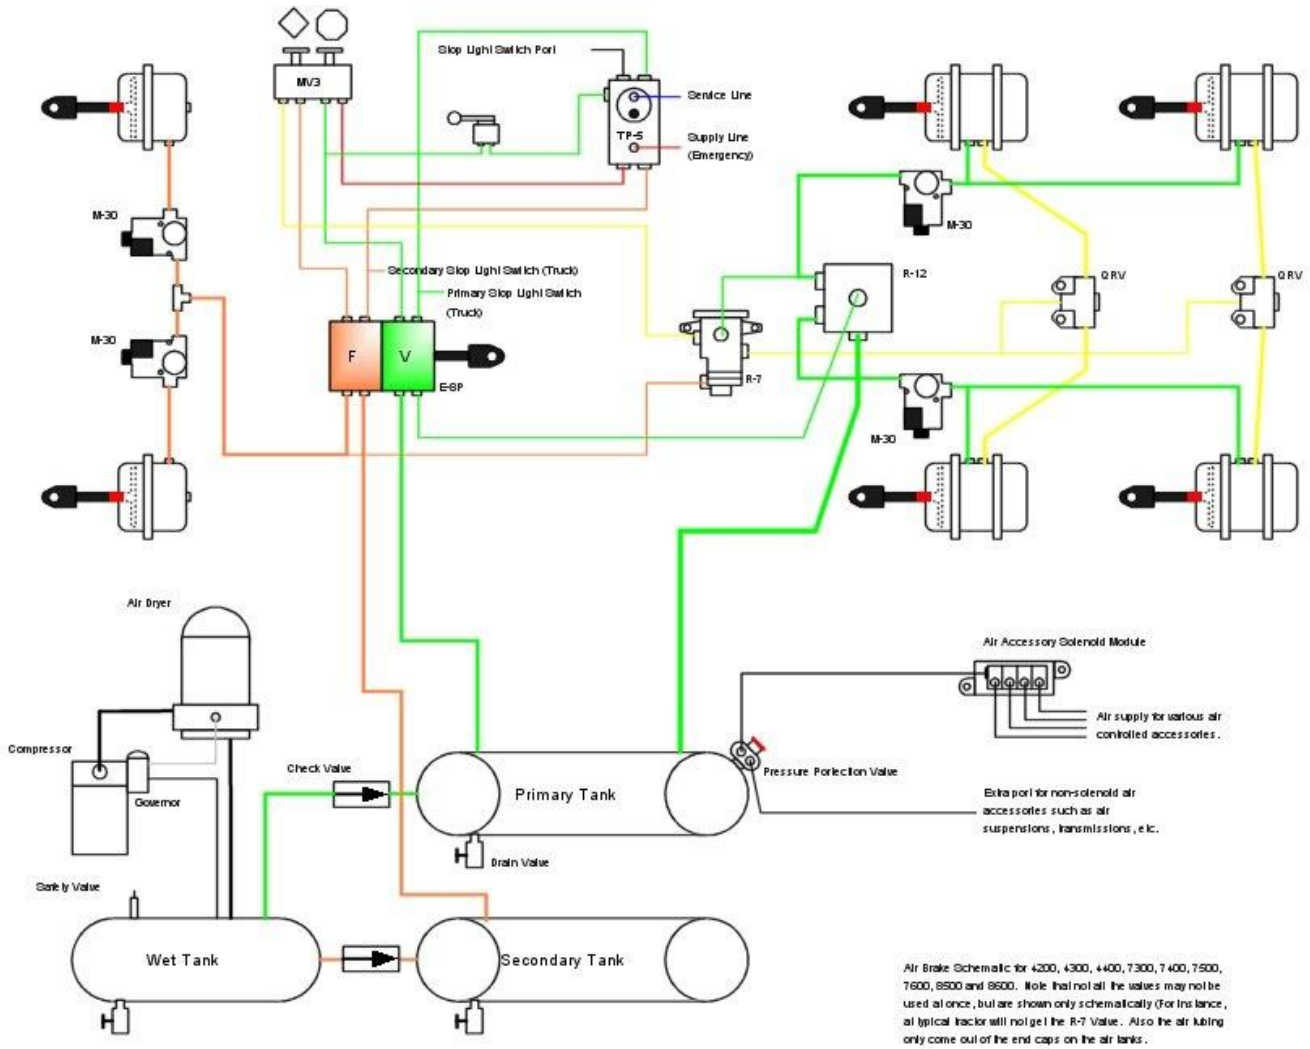 MV3
Stop Light Switch Port
Service Line
TP-5
Supply Line
(Emergency)
M-30
M-30
R-12
QRV
QRV
Secondary Stop Light Switch (Truck)
Primary Stop Light Switch
(Truck)
M-30
F
V
E-8P
R-7
M-30
Air Dryer
Air Accessory Solenoid Module
Air supply for various air
controlled accessories.
Compressor
Governor
Check Valve
Primary Tank
Pressure Portection Valve
Extra port for non-solenoid air
accessories such as air
suspensions, transmissions, etc.
Drain Valve
Safety Valve
Wet Tank
Secondary Tank
Air Brake Schematic for 4200, 4300, 4400, 7300, 7400, 7500,
7600, 8500 and 8600. Note that not all the valves may not be
used at once, but are shown only schematically (For instance,
at typical tractor will not get the R-7 Valve. Also the air tubing
only come out of the end caps on the air tanks.